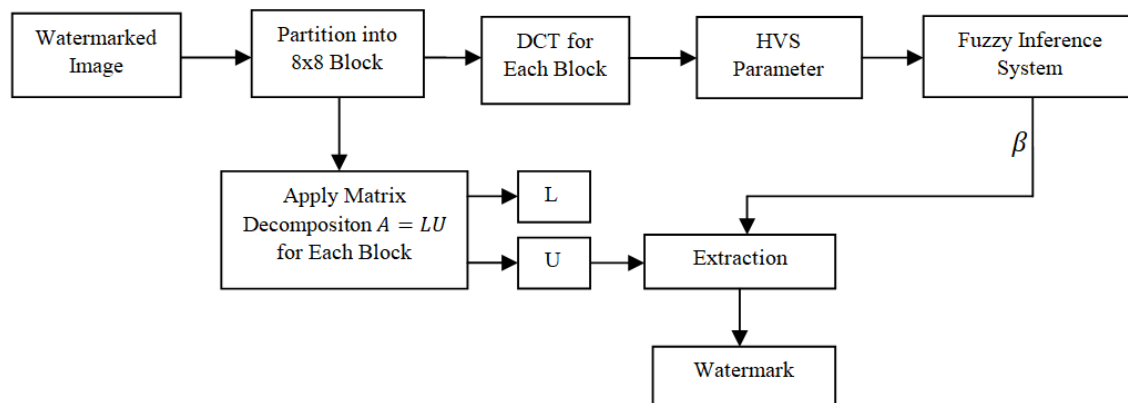 Watermarked
Image
Partition into
8x8 Block
DCT for
Each Block
HVS
Parameter
Fuzzy Inference
System
β
Apply Matrix
Decompositon A = LU
for Each Block
L
U
Extraction
Watermark